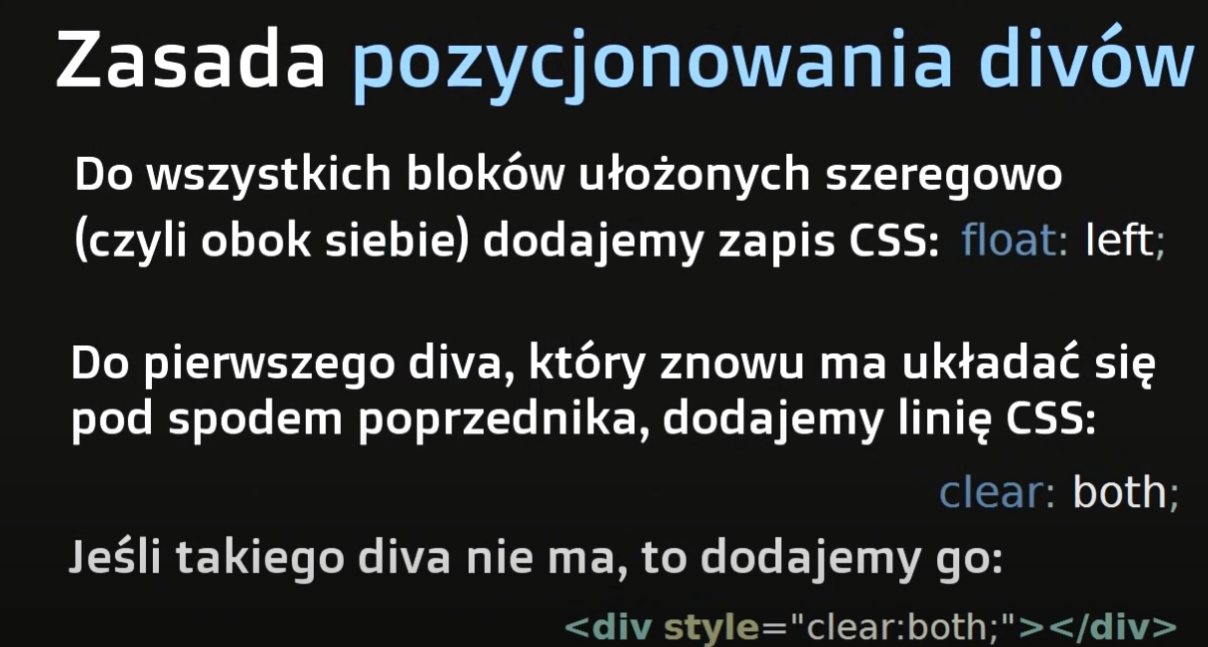 Zasada pozycjonowania divów
Do wszystkich bloków ułożonych szeregowo
(czyli obok siebie) dodajemy zapis CSS: float: left;
Do pierwszego diva, który znowu ma układać się
pod spodem poprzednika, dodajemy linię CSS:
clear: both;
Jeśli takiego diva nie ma, to dodajemy go:
<div style="clear:both;"></div>